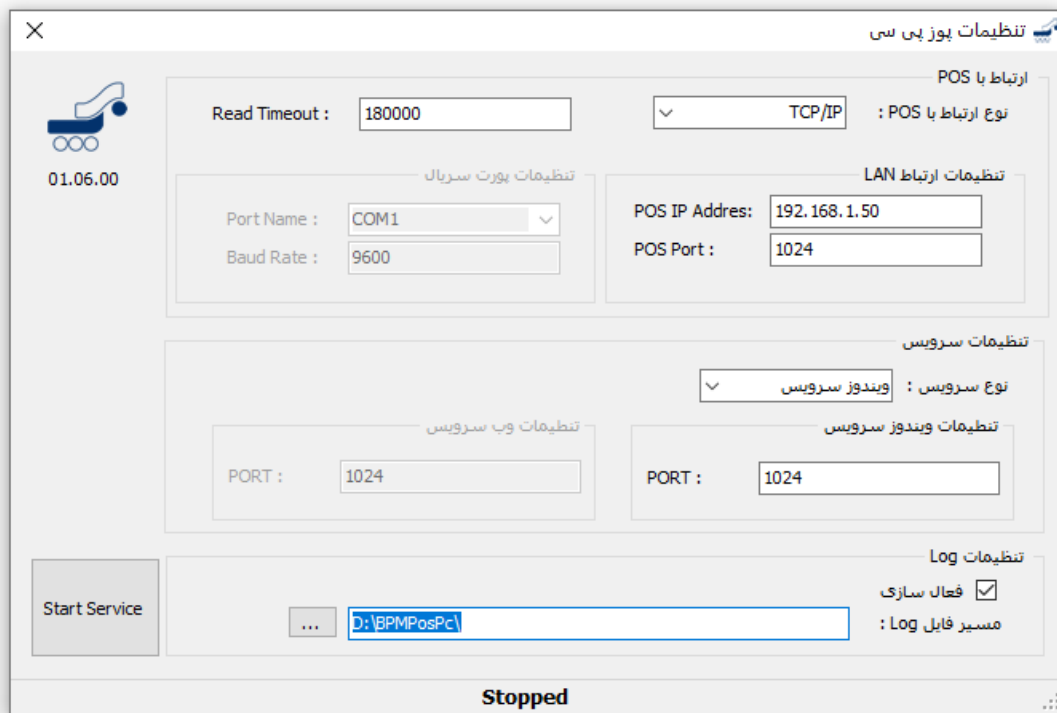 تنظیمات پوز پی سی
01.06.00
ارتباط با POS
نوع ارتباط با POS : TCP/IP
Read Timeout : 180000
تنظیمات ارتباط LAN
POS IP Addres: 192.168.1.50
POS Port : 1024
تنظیمات پورت سریال
Port Name : COM1
Baud Rate : 9600
تنظیمات سرویس
نوع سرویس : ویندوز سرویس
تنظیمات ویندوز سرویس
PORT : 1024
تنظیمات وب سرویس
PORT : 1024
تنظیمات Log
فعال سازی
مسیر فایل Log : D:\BPMPosPc\
...
Start Service
Stopped